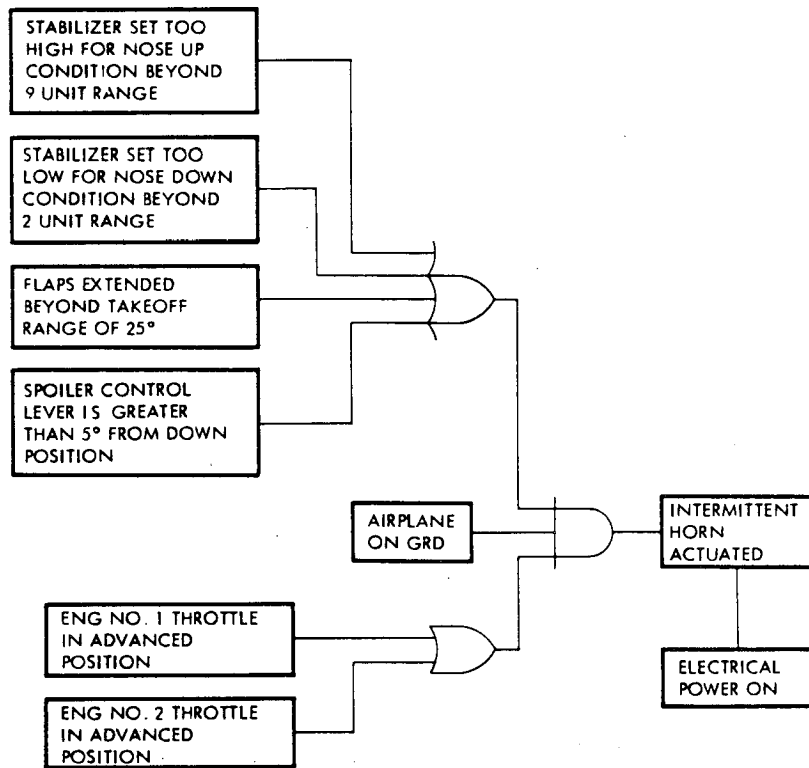 STABILIZER SET TOO
HIGH FOR NOSE UP
CONDITION BEYOND
9 UNIT RANGE
STABILIZER SET TOO
LOW FOR NOSE DOWN
CONDITION BEYOND
2 UNIT RANGE
FLAPS EXTENDED
BEYOND TAKEOFF
RANGE OF 25°
SPOILER CONTROL
LEVER IS GREATER
THAN 5° FROM DOWN
POSITION
AIRPLANE
ON GRD
INTERMITTENT
HORN
ACTUATED
ENG NO. 1 THROTTLE
IN ADVANCED
POSITION
ELECTRICAL
POWER ON
ENG NO. 2 THROTTLE
IN ADVANCED
POSITION